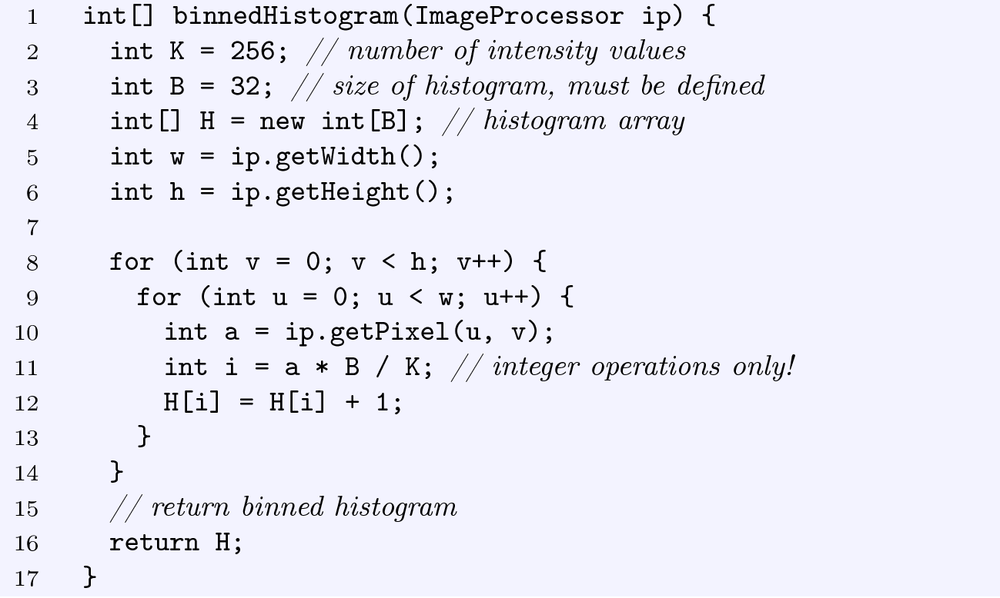 1 int[] binnedHistogram(ImageProcessor ip) {
2 int K = 256; // number of intensity values
3 int B = 32; // size of histogram, must be defined
4 int[] H = new int[B]; // histogram array
5 int w = ip.getWidth();
6 int h = ip.getHeight();
7
8 for (int v = 0; v < h; v++) {
9 for (int u = 0; u < w; u++) {
10 int a = ip.getPixel(u, v);
11 int i = a * B / K; // integer operations only!
12 H[i] = H[i] + 1;
13 }
14 }
15 // return binned histogram
16 return H;
17 }